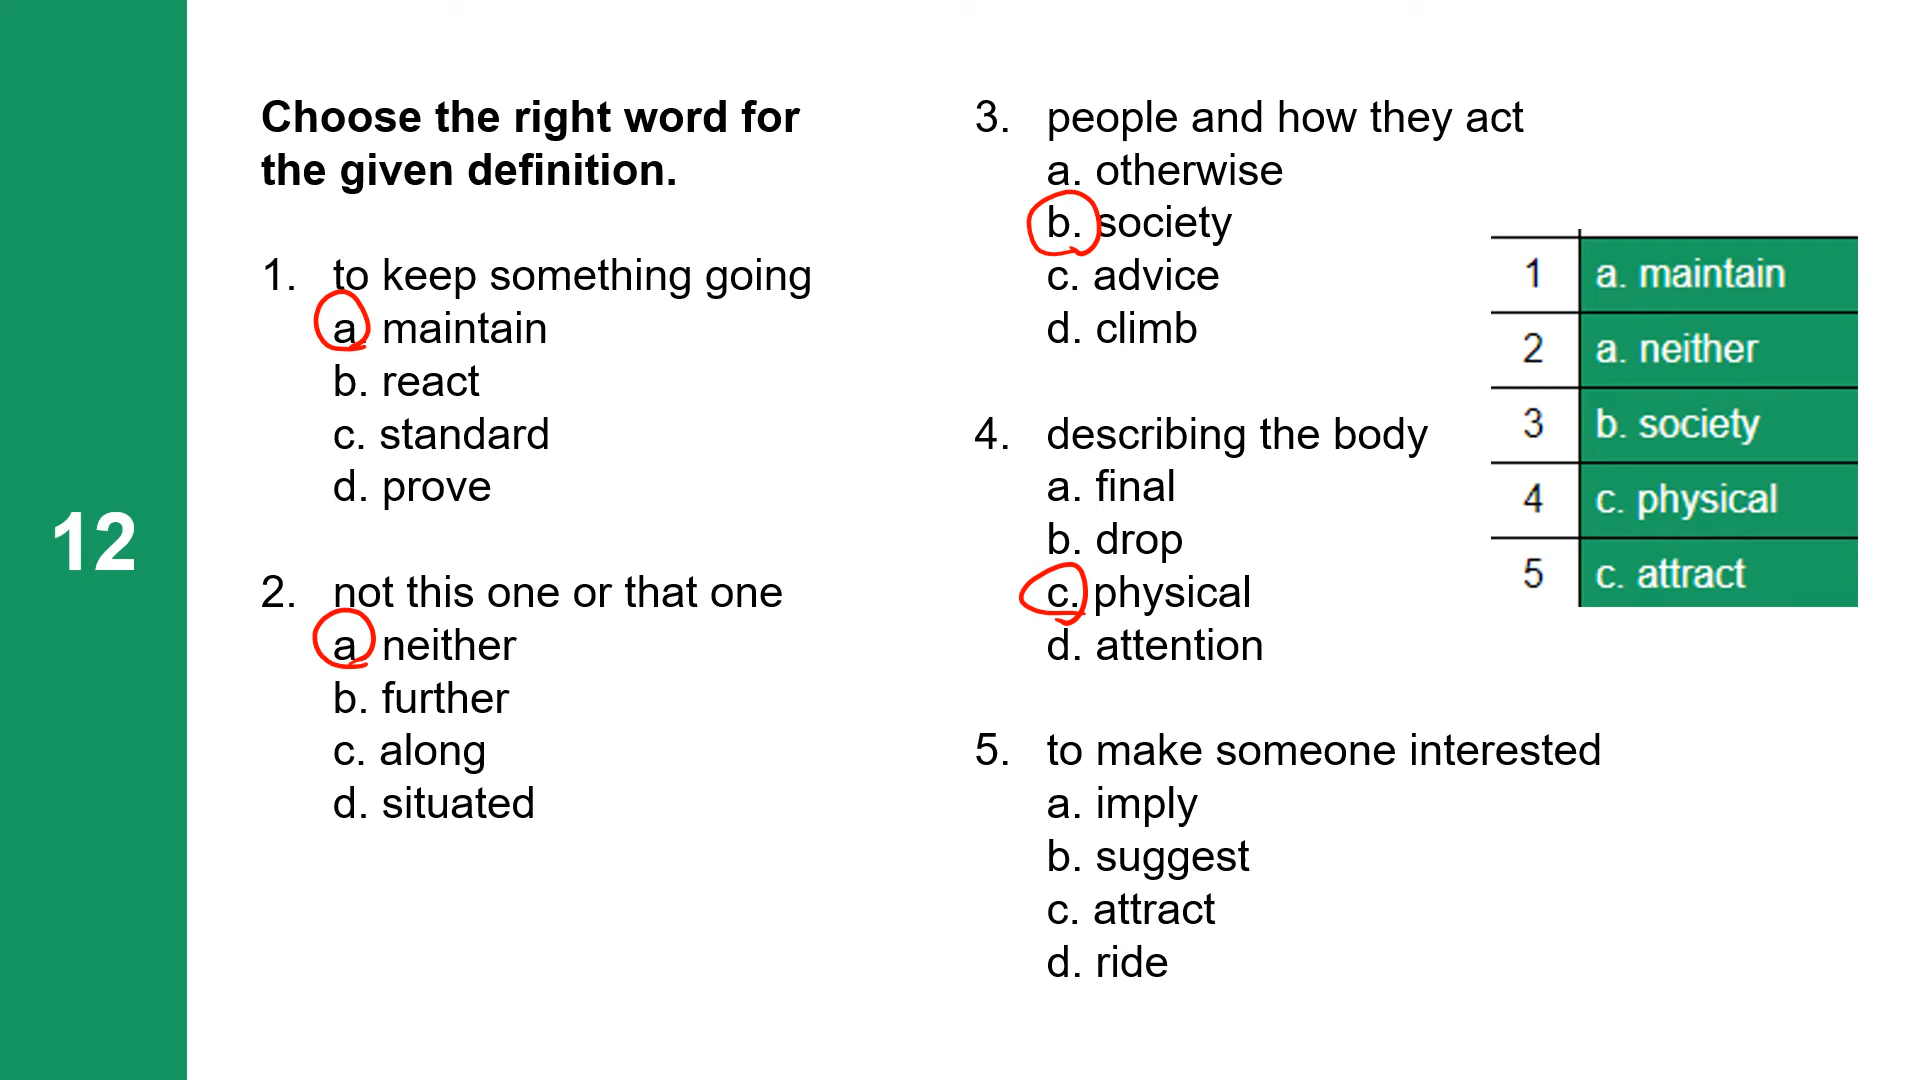 12
Choose the right word for
the given definition.
1. to keep something going
a. maintain
b. react
c. standard
d. prove
2. not this one or that one
a. neither
b. further
c. along
d. situated
3. people and how they act
a. otherwise
b. society
c. advice
d. climb
4. describing the body
a. final
b. drop
c. physical
d. attention
5. to make someone interested
a. imply
b. suggest
c. attract
d. ride
1 a. maintain
2 a. neither
3 b. society
4 c. physical
5 c. attract